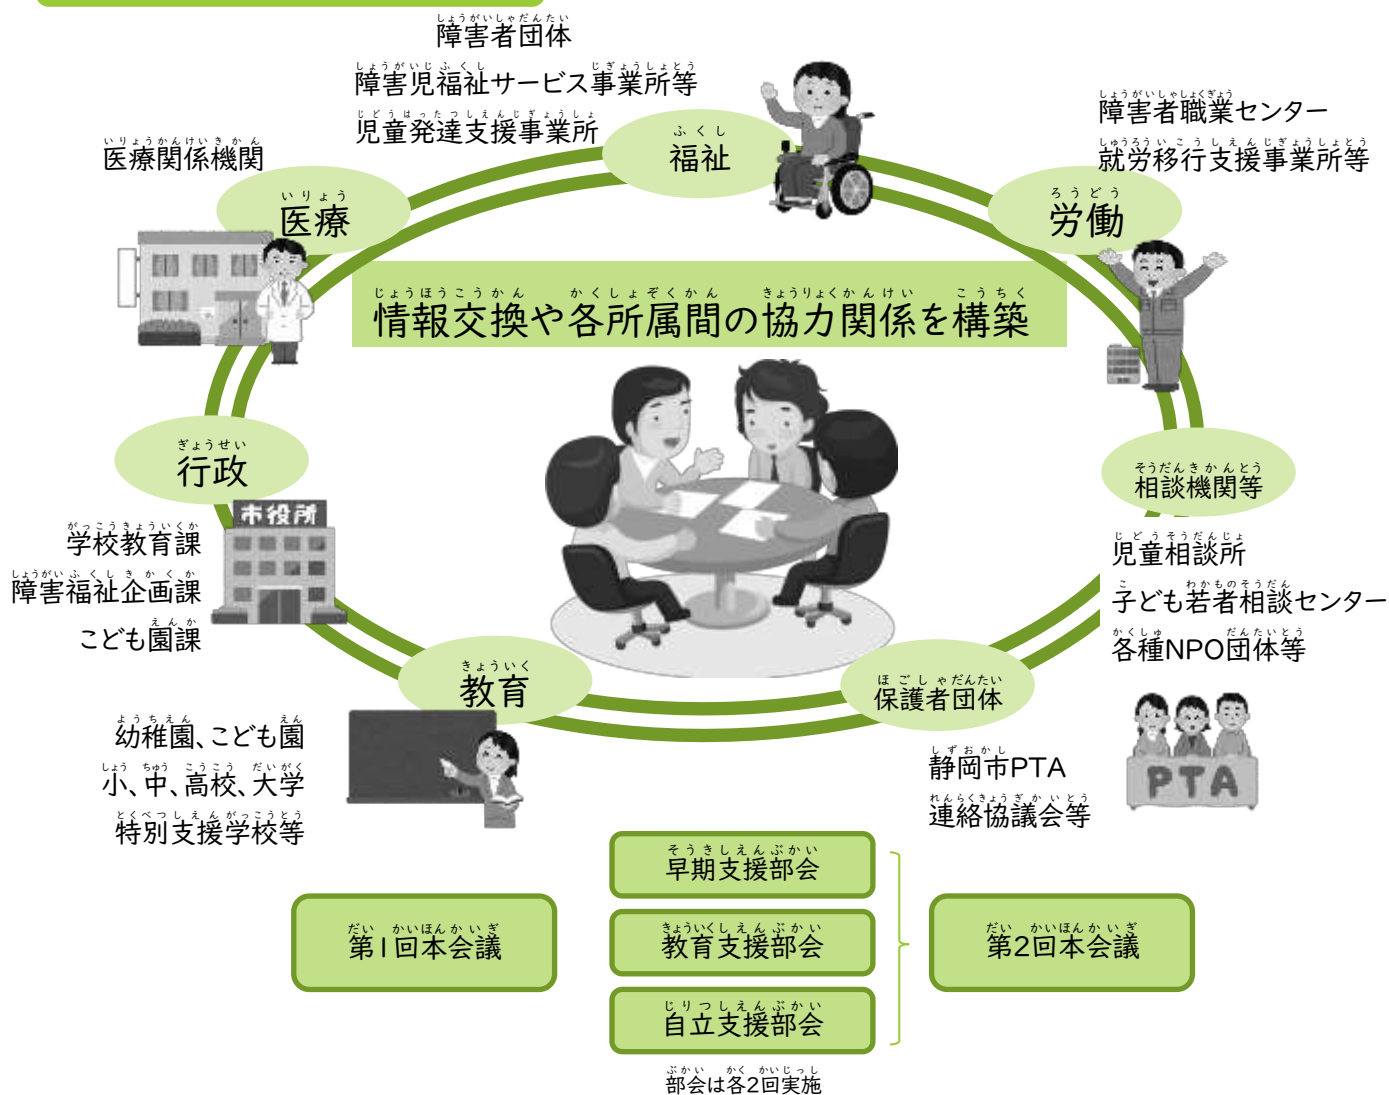 障害者団体
障害児福祉サービス事業所等
児童発達支援事業所
福祉
障害者職業センター
就労移行支援事業所等
労働
医療関係機関
医療
情報交換や各所属間の協力関係を構築
行政
市役所
学校教育課
障害福祉企画課
こども園課
相談機関等
児童相談所
子ども若者相談センター
各種NPO団体等
教育
幼稚園、こども園
小、中、高校、大学
特別支援学校等
保護者団体
静岡市PTA
連絡協議会等
PTA
第1回本会議
早期支援部会
教育支援部会
自立支援部会
第2回本会議
部会は各2回実施